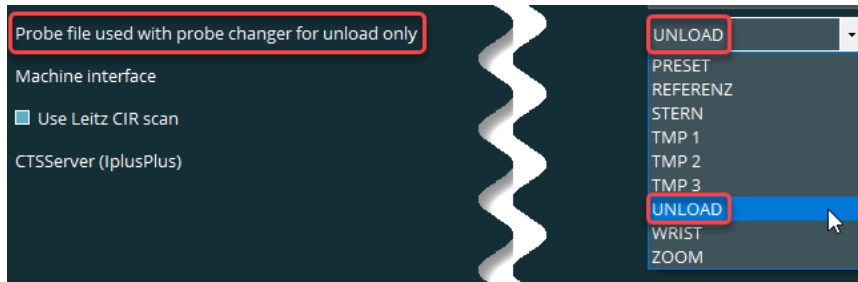 Probe file used with probe changer for unload only
Machine interface
Use Leitz CIR scan
CTSServer (IplusPlus)
UNLOAD
PRESET
REFERENZ
STERN
TMP 1
TMP 2
TMP 3
UNLOAD
WRIST
ZOOM